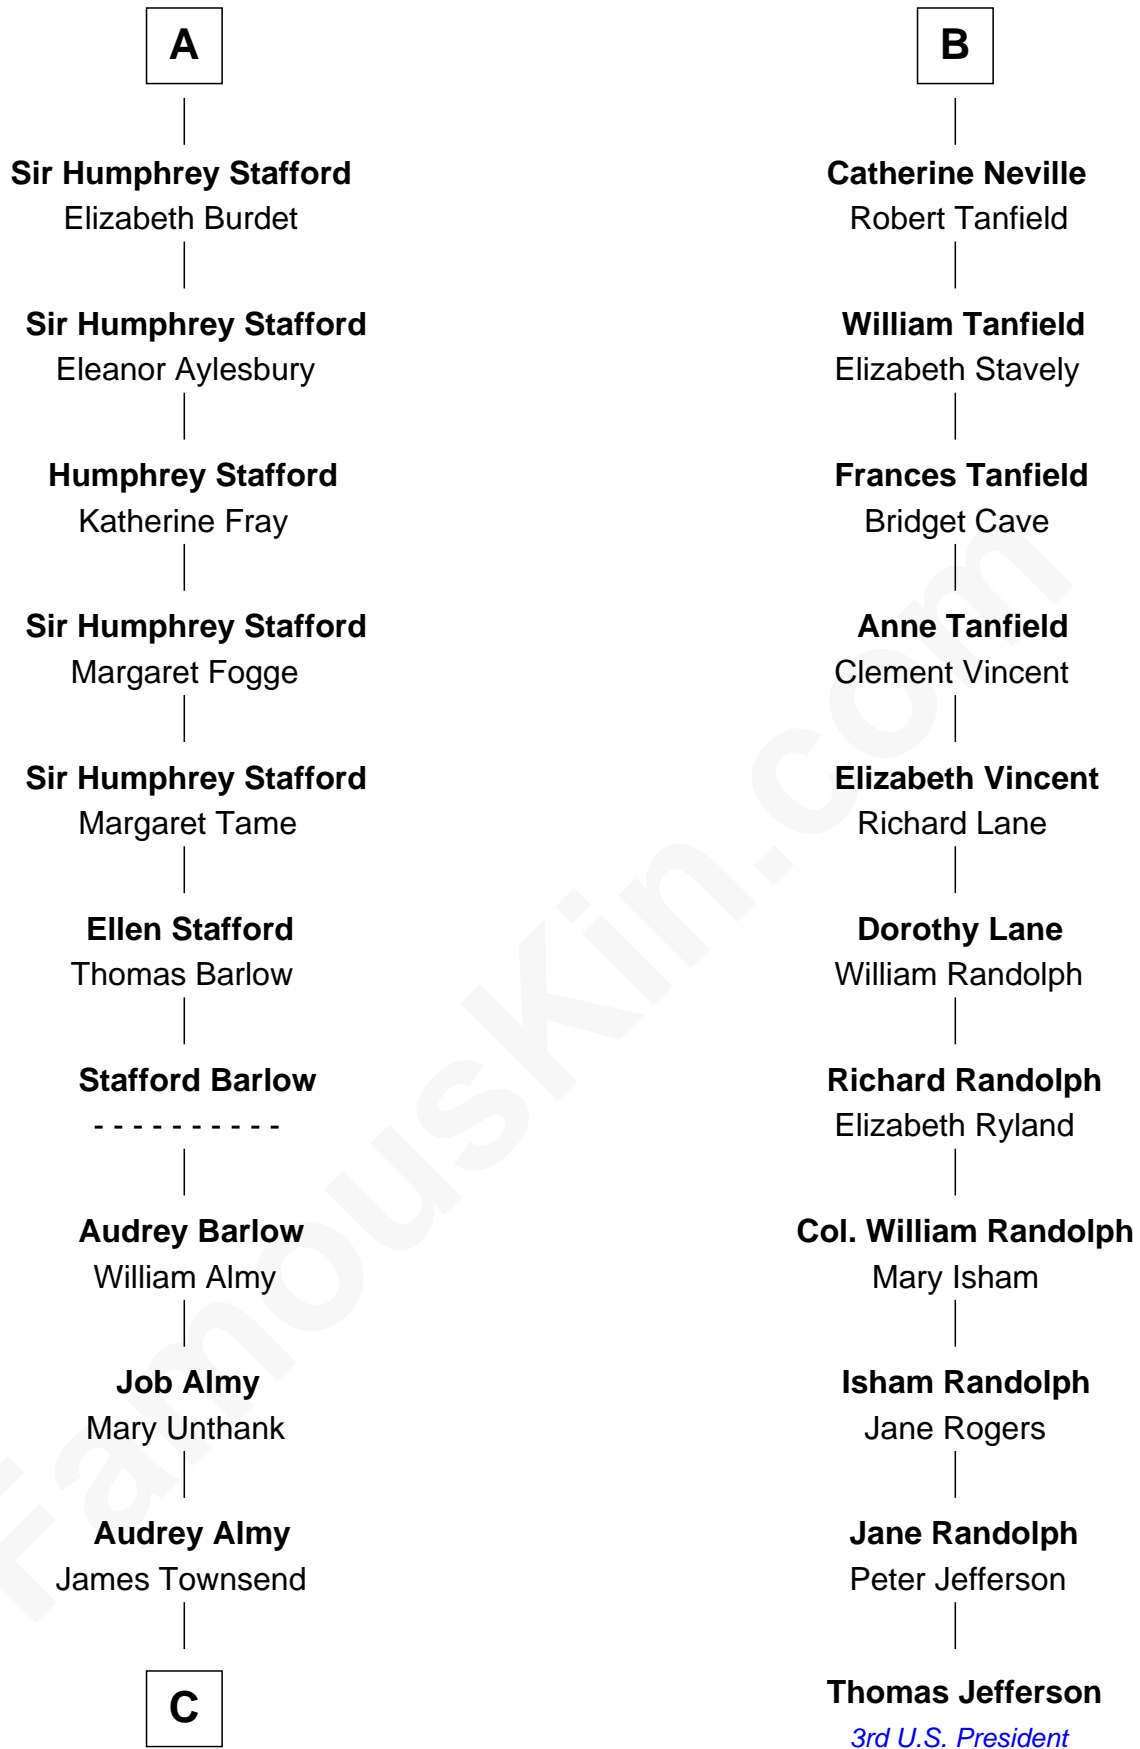 A
Sir Humphrey Stafford
Elizabeth Burdet
Sir Humphrey Stafford
Eleanor Aylesbury
Humphrey Stafford
Katherine Fray
Sir Humphrey Stafford
Margaret Fogge
Sir Humphrey Stafford
Margaret Tame
Ellen Stafford
Thomas Barlow
Stafford Barlow
- - - - - - - - - -
Audrey Barlow
William Almy
Job Almy
Mary Unthank
Audrey Almy
James Townsend
C
B
Catherine Neville
Robert Tanfield
William Tanfield
Elizabeth Stavely
Frances Tanfield
Bridget Cave
Anne Tanfield
Clement Vincent
Elizabeth Vincent
Richard Lane
Dorothy Lane
William Randolph
Richard Randolph
Elizabeth Ryland
Col. William Randolph
Mary Isham
Isham Randolph
Jane Rogers
Jane Randolph
Peter Jefferson
Thomas Jefferson
3rd U.S. President
FamousKin.com